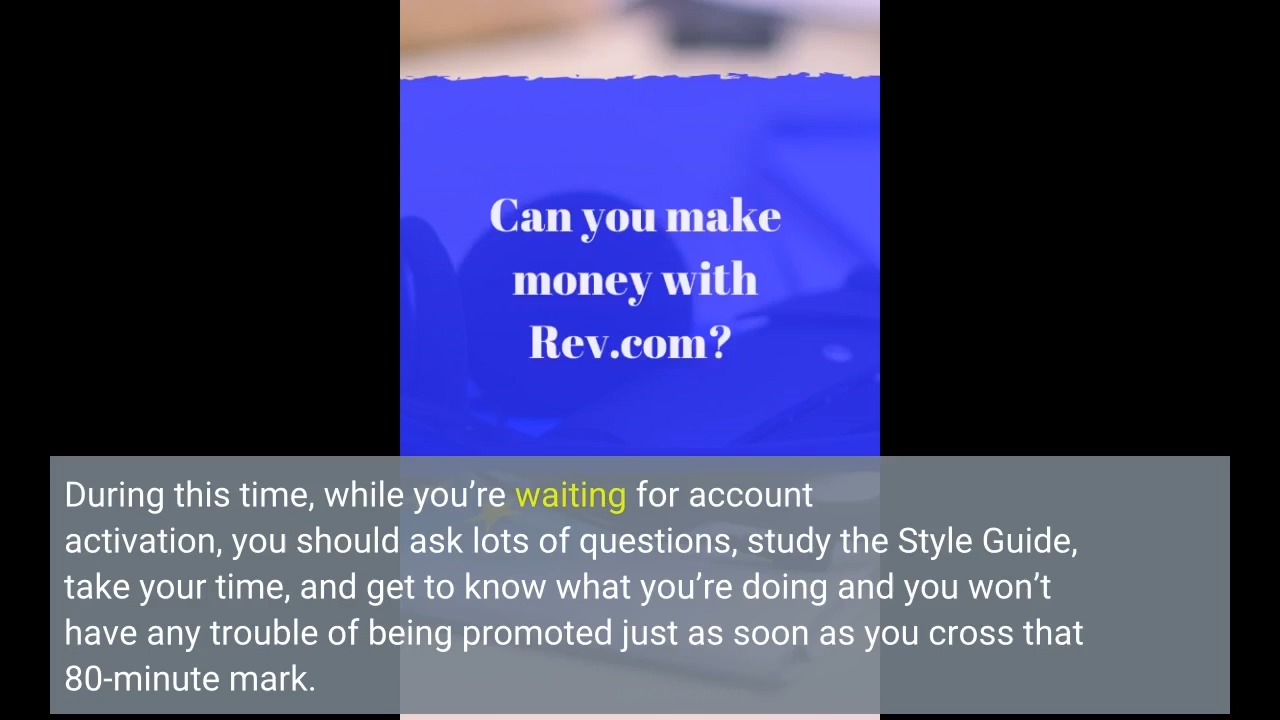 Can you make
money with
Rev.com?
During this time, while you’re waiting for account
activation, you should ask lots of questions, study the Style Guide,
take your time, and get to know what you’re doing and you won’t
have any trouble of being promoted just as soon as you cross that
80-minute mark.